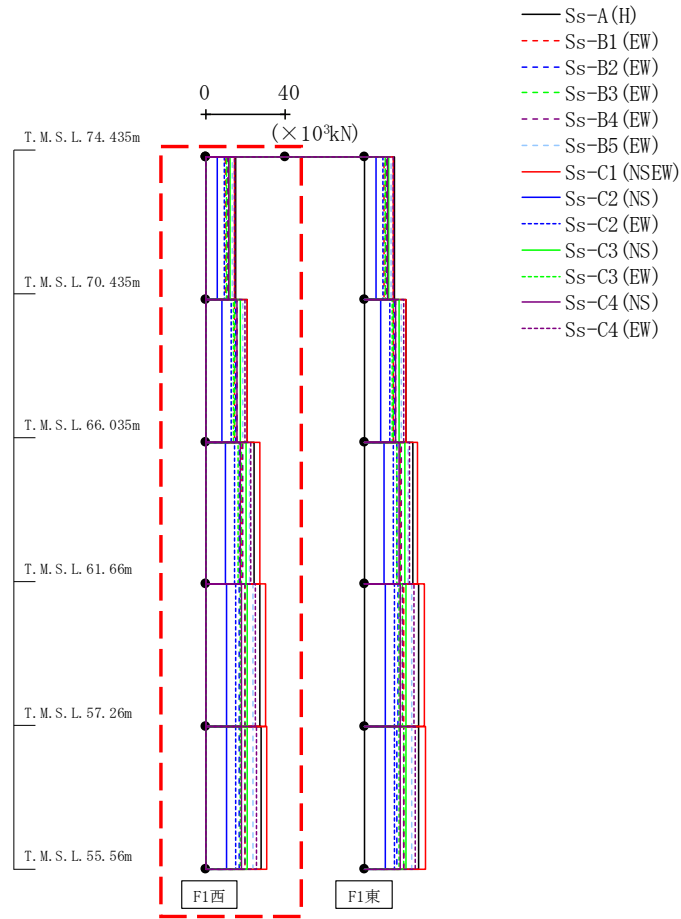 Ss-A(H)
Ss-B1(EW)
Ss-B2(EW)
Ss-B3(EW)
Ss-B4(EW)
Ss-B5(EW)
Ss-C1(NSEW)
Ss-C2(NS)
Ss-C2(EW)
Ss-C3(NS)
Ss-C3(EW)
Ss-C4(NS)
Ss-C4(EW)
0 40
(×10³kN)
T.M.S.L.74.435m
T.M.S.L.70.435m
T.M.S.L.66.035m
T.M.S.L.61.66m
T.M.S.L.57.26m
T.M.S.L.55.56m
F1西 F1東